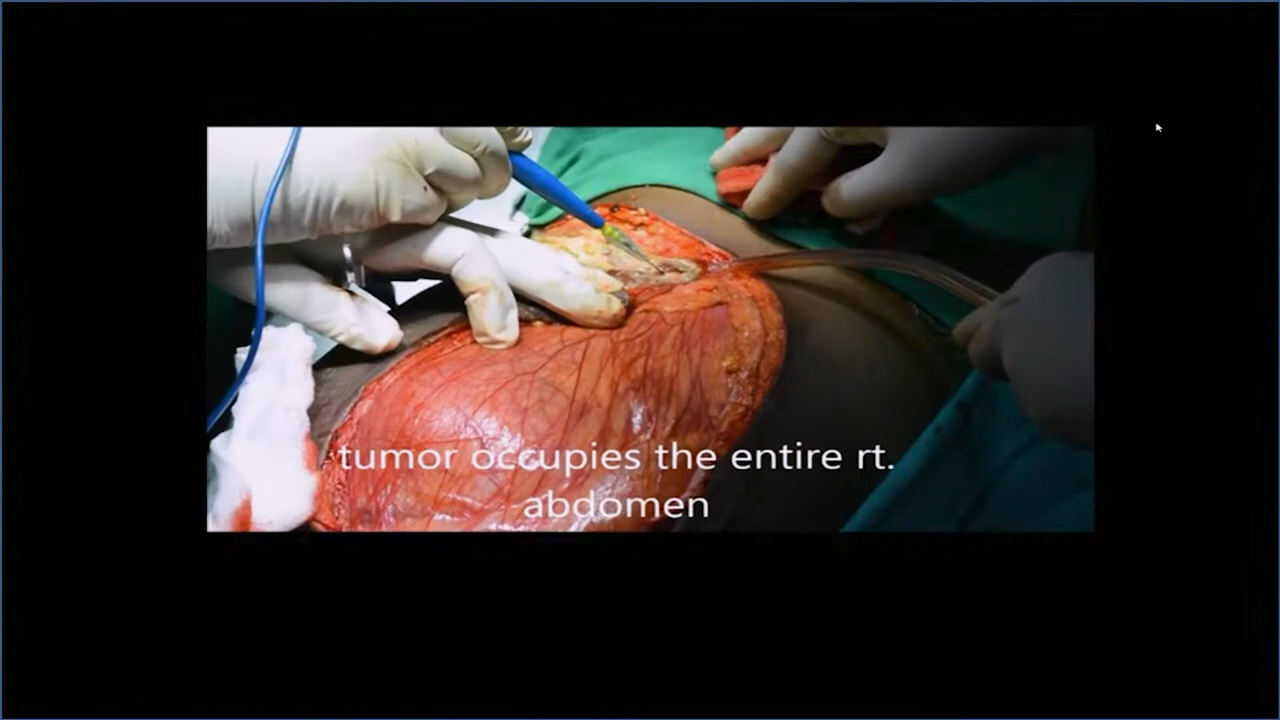 tumor occupies the entire rt.
abdomen